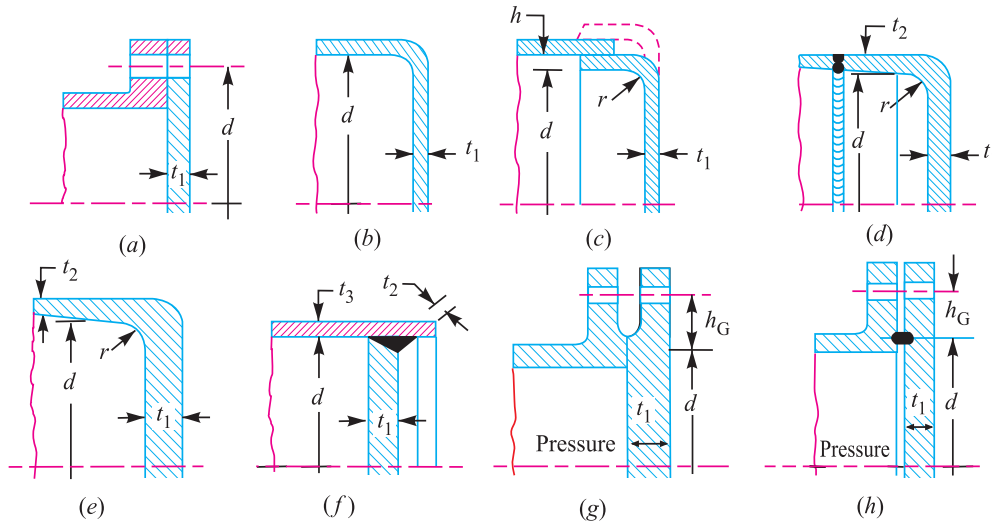 d
t1
(a)
d
t1
(b)
h
r
d
t1
(c)
t2
r
d
t
(d)
t2
r
d
t1
(e)
t3
t2
d
t1
(f)
hG
d
t1
Pressure
(g)
hG
d
t1
Pressure
(h)